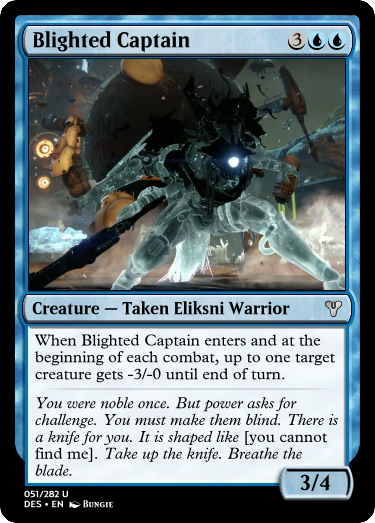 Blighted Captain 3
Creature — Taken Eliksni Warrior
When Blighted Captain enters and at the
beginning of each combat, up to one target
creature gets -3/-0 until end of turn.
You were noble once. But power asks for
challenge. You must make them blind. There is
a knife for you. It is shaped like [you cannot
find me]. Take up the knife. Breathe the
blade.
3/4
051/282 U
DES • EN Bungie